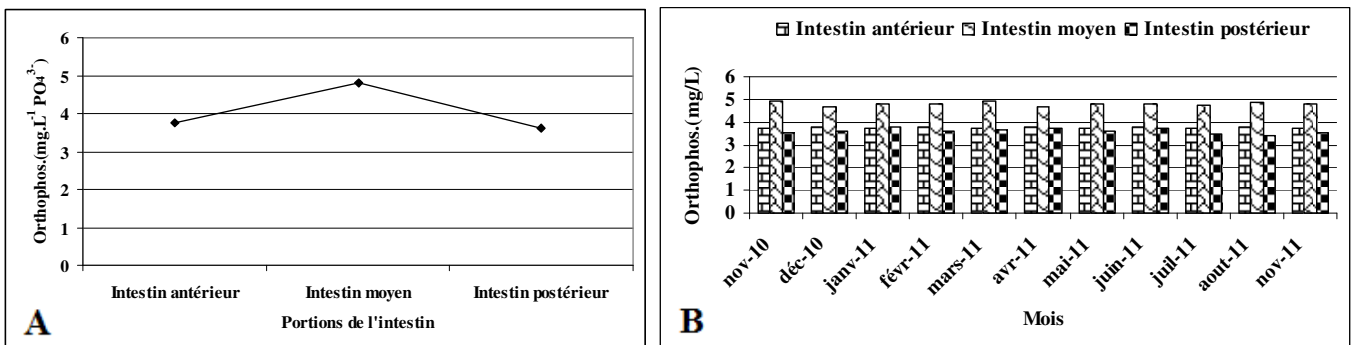 6
5
4
3
2
1
0
Orthophos.(mg.L⁻¹ PO₄³⁻
Intestin antérieur Intestin moyen Intestin postérieur
Portions de l'intestin
A
Intestin antérieur Intestin moyen Intestin postérieur
6
5
4
3
2
1
0
Orthophos.(mg/L)
nov-10 déc-10 janv-11 févr-11 mars-11 avr-11 mai-11 juin-11 juil-11 aout-11 nov-11
Mois
B